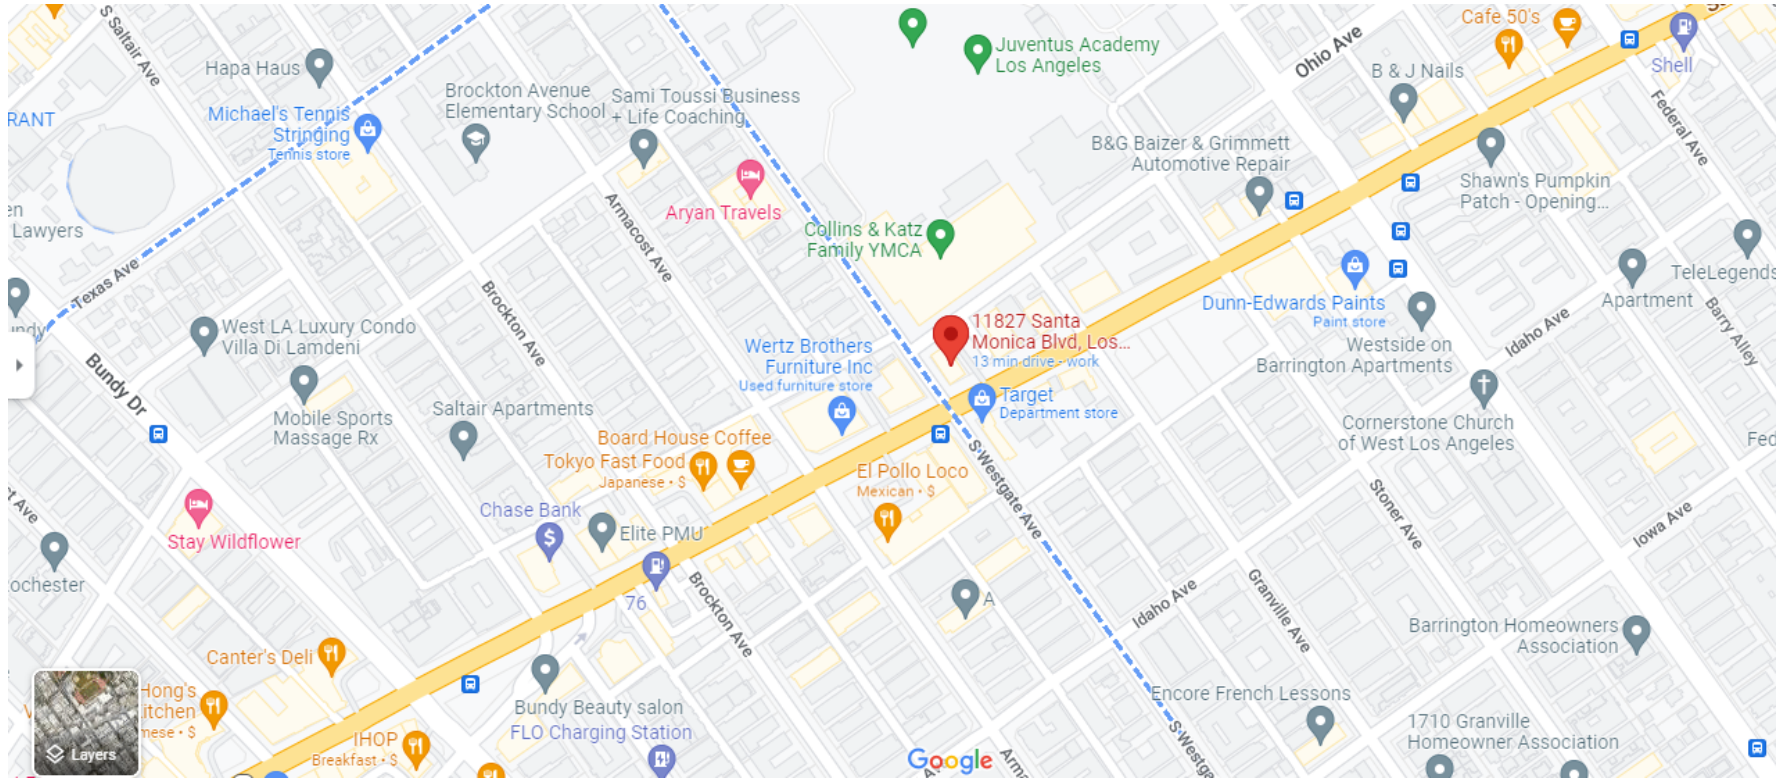 S Saltair Ave
Hapa Haus
Michael's Tennis
Stringing
Tennis store
RANT
en
Lawyers
Brockton Avenue
Elementary School
Sami Toussi Business
+ Life Coaching
Juventus Academy
Los Angeles
Cafe 50's
Shell
Ohio Ave
B & J Nails
Federal Ave
B&G Baizer & Grimmett
Automotive Repair
Shawn's Pumpkin
Patch - Opening...
Aryan Travels
Armacost Ave
Collins & Katz
Family YMCA
TeleLegends
Apartment
Texas Ave
Brockton Ave
West LA Luxury Condo
Villa Di Lamdeni
Dunn-Edwards Paints
Paint store
Barry Alley
Idaho Ave
11827 Santa
Monica Blvd, Los...
13 min drive - work
Wertz Brothers
Furniture Inc
Used furniture store
Westside on
Barrington Apartments
Bundy Dr
Target
Department store
Mobile Sports
Massage Rx
Saltair Apartments
Cornerstone Church
of West Los Angeles
Fed
Board House Coffee
Tokyo Fast Food
Japanese • $
El Pollo Loco
Mexican • $
S Westgate Ave
Stoner Ave
Iowa Ave
Chase Bank
Elite PMU
Stay Wildflower
ochester
76
Brockton Ave
A
Idaho Ave
Granville Ave
Barrington Homeowners
Association
Canter's Deli
Hong's
itchen
mese • $
Bundy Beauty salon
FLO Charging Station
IHOP
Breakfast • $
Encore French Lessons
1710 Granville
Homeowner Association
S Westga
Arma
Layers
Google